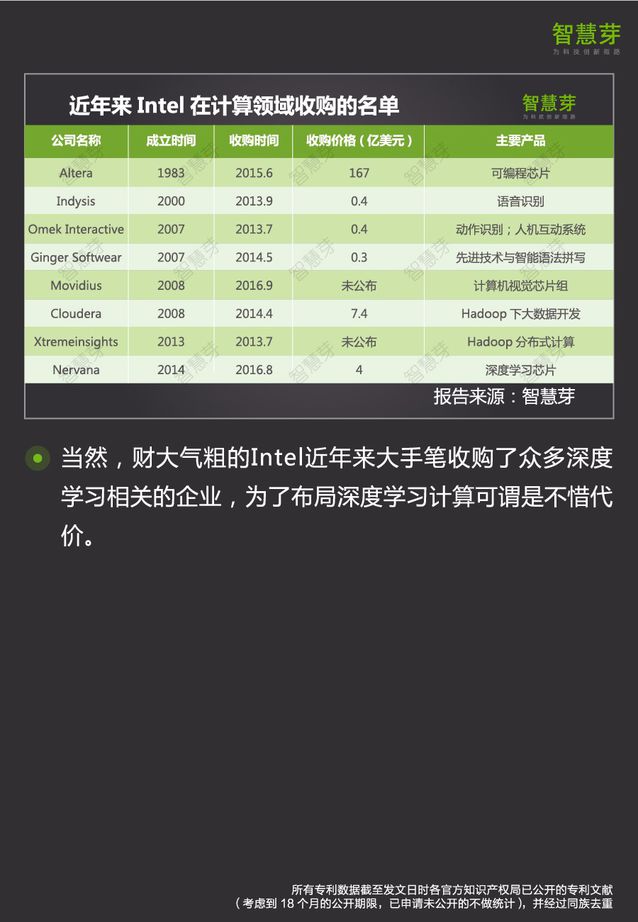 智慧芽
为科技创新指路
近年来 Intel 在计算领域收购的名单
智慧芽
为科技创新指路
公司名称 成立时间 收购时间 收购价格（亿美元） 主要产品
Altera 1983 2015.6 167 可编程芯片
Indysis 2000 2013.9 0.4 语音识别
Omek Interactive 2007 2013.7 0.4 动作识别；人机互动系统
Ginger Softwear 2007 2014.5 0.3 先进技术与智能语法拼写
Movidius 2008 2016.9 未公布 计算机视觉芯片组
Cloudera 2008 2014.4 7.4 Hadoop 下大数据开发
Xtremeinsights 2013 2013.7 未公布 Hadoop 分布式计算
Nervana 2014 2016.8 4 深度学习芯片
报告来源：智慧芽
当然，财大气粗的Intel近年来大手笔收购了众多深度
学习相关的企业，为了布局深度学习计算可谓是不惜代
价。
所有专利数据截至发文日时各官方知识产权局已公开的专利文献
（考虑到 18 个月的公开期限，已申请未公开的不做统计），并经过同族去重